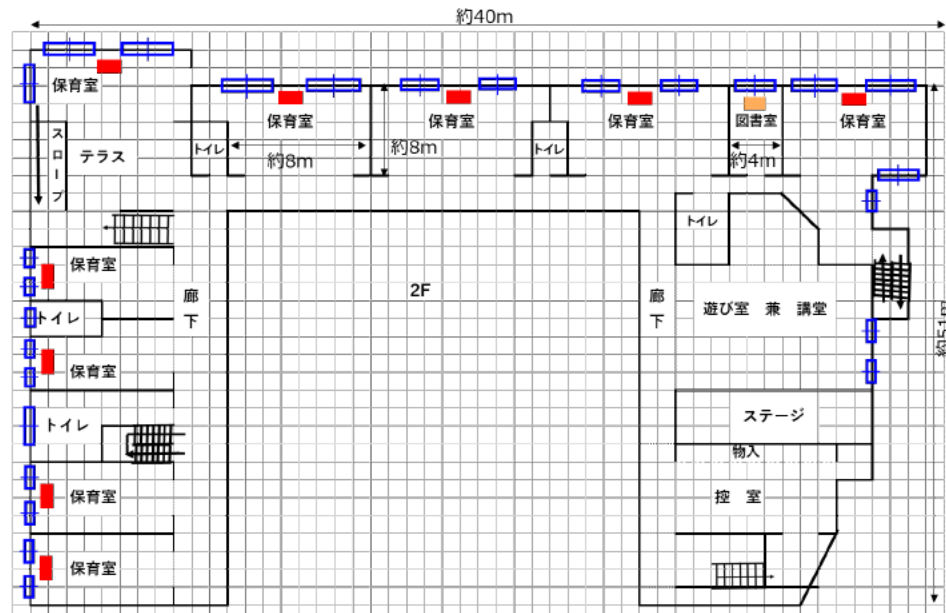 約40m
保育室
保育室
保育室
保育室
図書室
保育室
スロープ
テラス
トイレ
約8m
約8m
トイレ
約4m
トイレ
保育室
2F
廊下
廊下
遊び室 兼 講堂
トイレ
保育室
ステージ
トイレ
物入
控 室
保育室
保育室